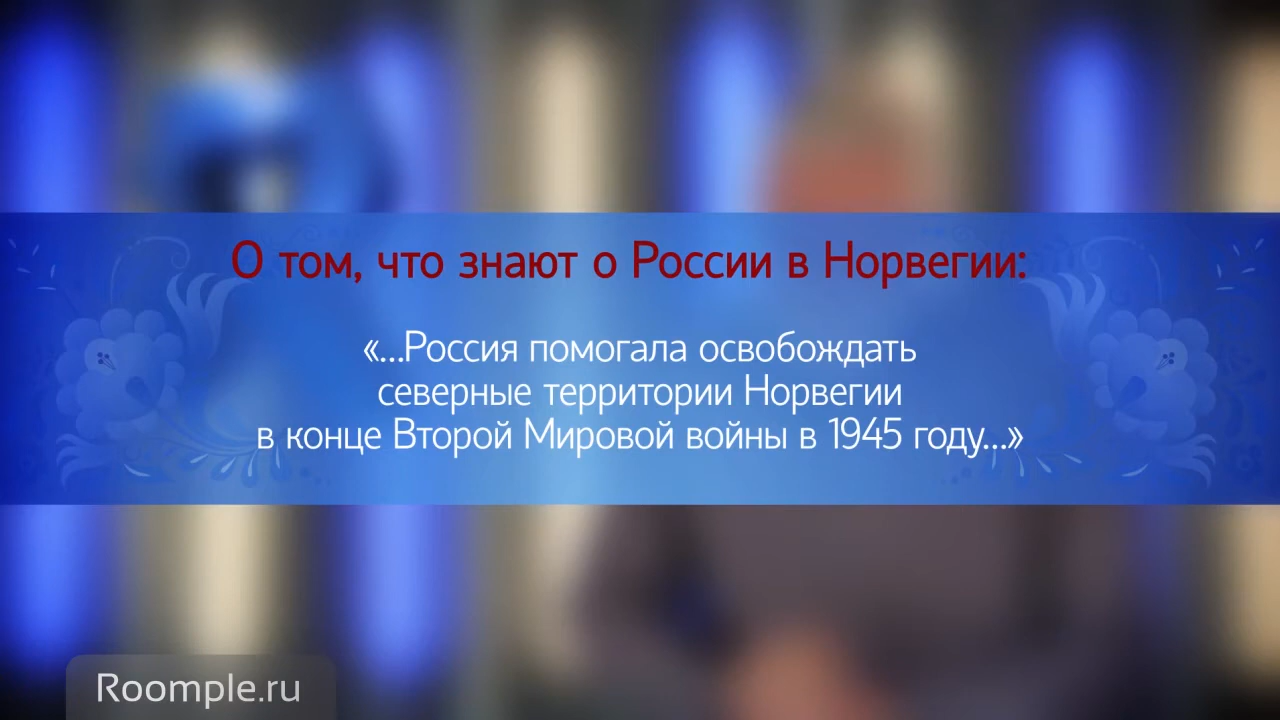 О том, что знают о России в Норвегии:
«...Россия помогала освобождать
северные территории Норвегии
в конце Второй Мировой войны в 1945 году...»
Roomple.ru